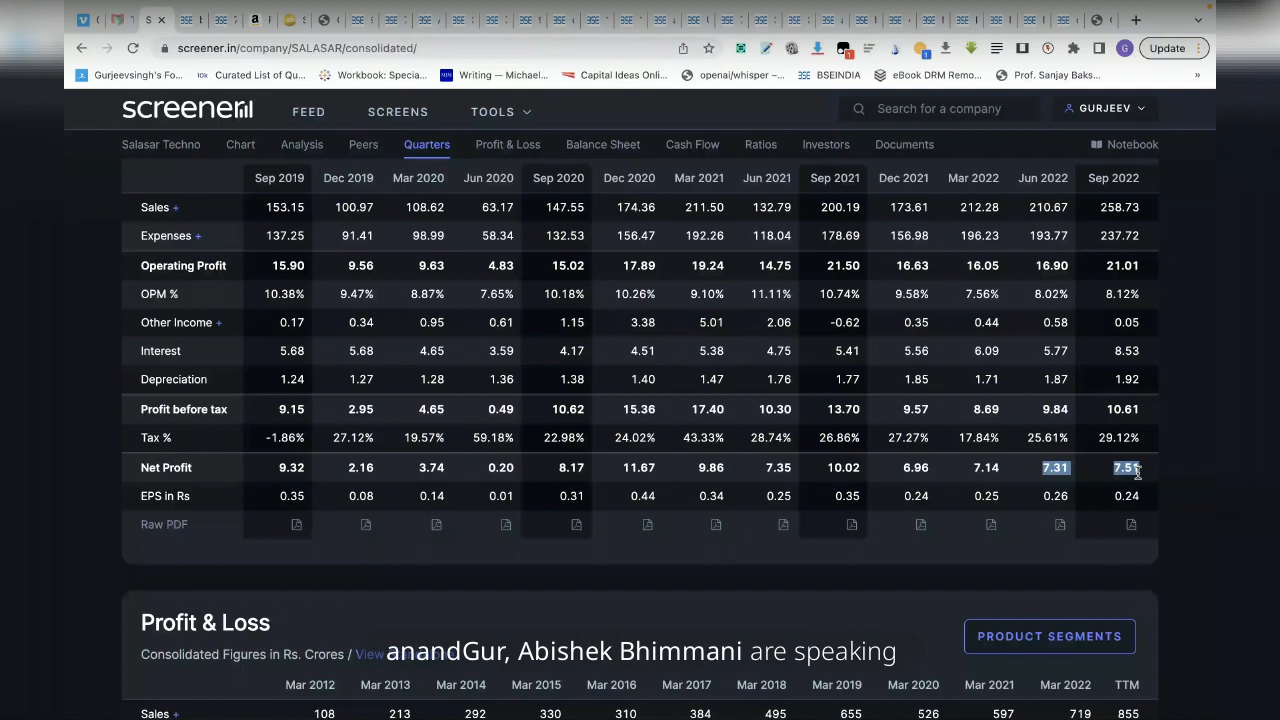 Gurjeevsingh's Fo... Curated List of Qu... Workbook: Specia... Writing – Michael... Capital Ideas Onli... openai/whisper –... BSEINDIA eBook DRM Remo... Prof. Sanjay Baks... »
screener.in/company/SALASAR/consolidated/ G Update
screener FEED SCREENS TOOLS Search for a company GURJEEV
Salasar Techno Chart Analysis Peers Quarters Profit & Loss Balance Sheet Cash Flow Ratios Investors Documents Notebook
Sep 2019 Dec 2019 Mar 2020 Jun 2020 Sep 2020 Dec 2020 Mar 2021 Jun 2021 Sep 2021 Dec 2021 Mar 2022 Jun 2022 Sep 2022
Sales + 153.15 100.97 108.62 63.17 147.55 174.36 211.50 132.79 200.19 173.61 212.28 210.67 258.73
Expenses + 137.25 91.41 98.99 58.34 132.53 156.47 192.26 118.04 178.69 156.98 196.23 193.77 237.72
Operating Profit 15.90 9.56 9.63 4.83 15.02 17.89 19.24 14.75 21.50 16.63 16.05 16.90 21.01
OPM % 10.38% 9.47% 8.87% 7.65% 10.18% 10.26% 9.10% 11.11% 10.74% 9.58% 7.56% 8.02% 8.12%
Other Income + 0.17 0.34 0.95 0.61 1.15 3.38 5.01 2.06 -0.62 0.35 0.44 0.58 0.05
Interest 5.68 5.68 4.65 3.59 4.17 4.51 5.38 4.75 5.41 5.56 6.09 5.77 8.53
Depreciation 1.24 1.27 1.28 1.36 1.38 1.40 1.47 1.76 1.77 1.85 1.71 1.87 1.92
Profit before tax 9.15 2.95 4.65 0.49 10.62 15.36 17.40 10.30 13.70 9.57 8.69 9.84 10.61
Tax % -1.86% 27.12% 19.57% 59.18% 22.98% 24.02% 43.33% 28.74% 26.86% 27.27% 17.84% 25.61% 29.12%
Net Profit 9.32 2.16 3.74 0.20 8.17 11.67 9.86 7.35 10.02 6.96 7.14 7.31 7.51
EPS in Rs 0.35 0.08 0.14 0.01 0.31 0.44 0.34 0.25 0.35 0.24 0.25 0.26 0.24
Raw PDF
Profit & Loss
PRODUCT SEGMENTS
Consolidated Figures in Rs. Crores / View
anandGur, Abishek Bhimmani are speaking
Mar 2012 Mar 2013 Mar 2014 Mar 2015 Mar 2016 Mar 2017 Mar 2018 Mar 2019 Mar 2020 Mar 2021 Mar 2022 TTM
Sales + 108 213 292 330 310 384 495 655 526 597 719 855